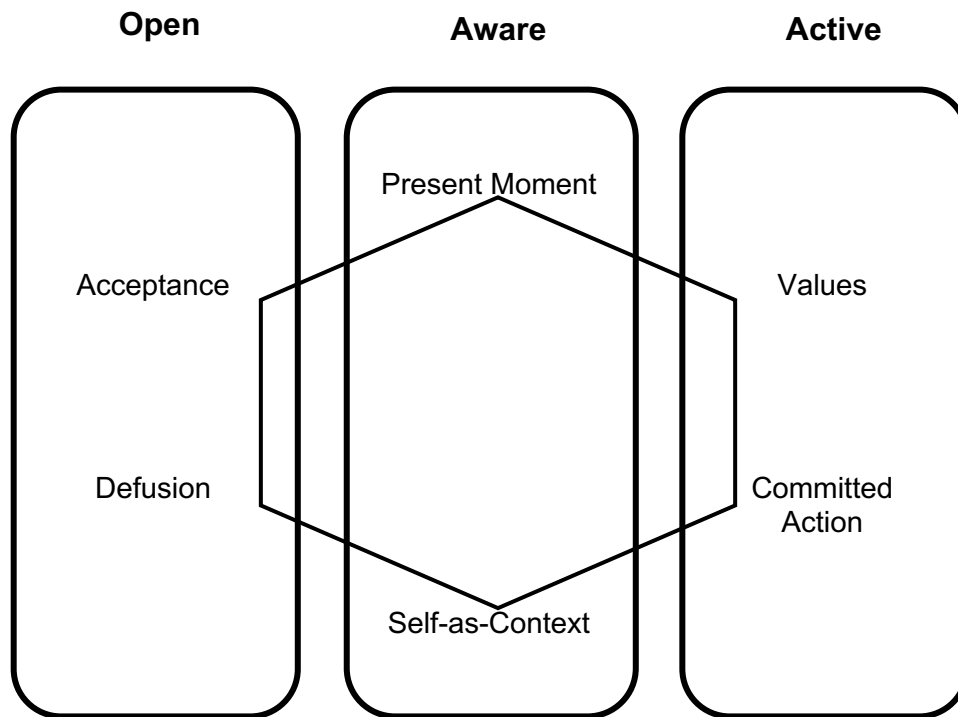 Open
Aware
Active
Present Moment
Acceptance
Values
Defusion
Committed
Action
Self-as-Context